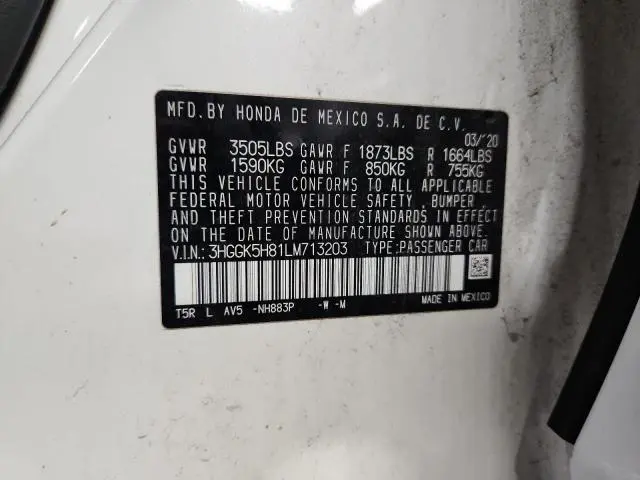 MFD. BY HONDA DE MEXICO S.A. DE C.V.
03/'20
GVWR 3505LBS GAWR F 1873LBS R 1664LBS
GVWR 1590KG GAWR F 850KG R 755KG
THIS VEHICLE CONFORMS TO ALL APPLICABLE
FEDERAL MOTOR VEHICLE SAFETY, BUMPER,
AND THEFT PREVENTION STANDARDS IN EFFECT
ON THE DATE OF MANUFACTURE SHOWN ABOVE.
V.I.N.: 3HGGK5H81LM713203 TYPE:PASSENGER CAR
T5R L AV5 -NH883P -W -M MADE IN MEXICO